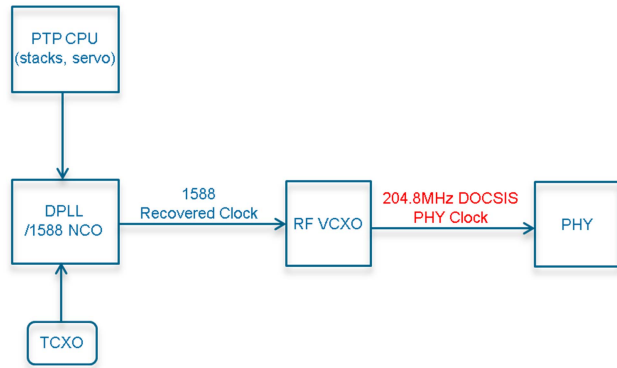 PTP CPU
(stacks, servo)
DPLL
/1588 NCO
1588
Recovered Clock
RF VCXO
204.8MHz DOCSIS
PHY Clock
PHY
TCXO